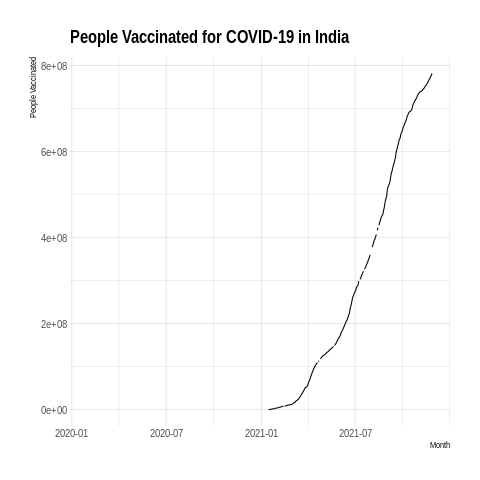 People Vaccinated for COVID-19 in India
People Vaccinated
8e+08
6e+08
4e+08
2e+08
0e+00
2020-01 2020-07 2021-01 2021-07
Month